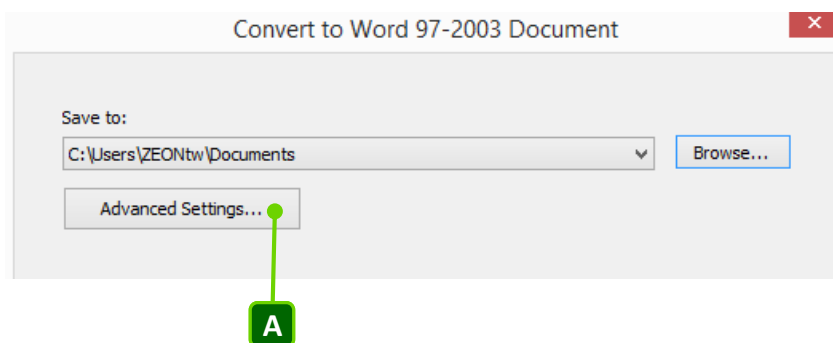 Convert to Word 97-2003 Document
Save to:
C:\Users\ZEONtw\Documents
Browse...
Advanced Settings...
A